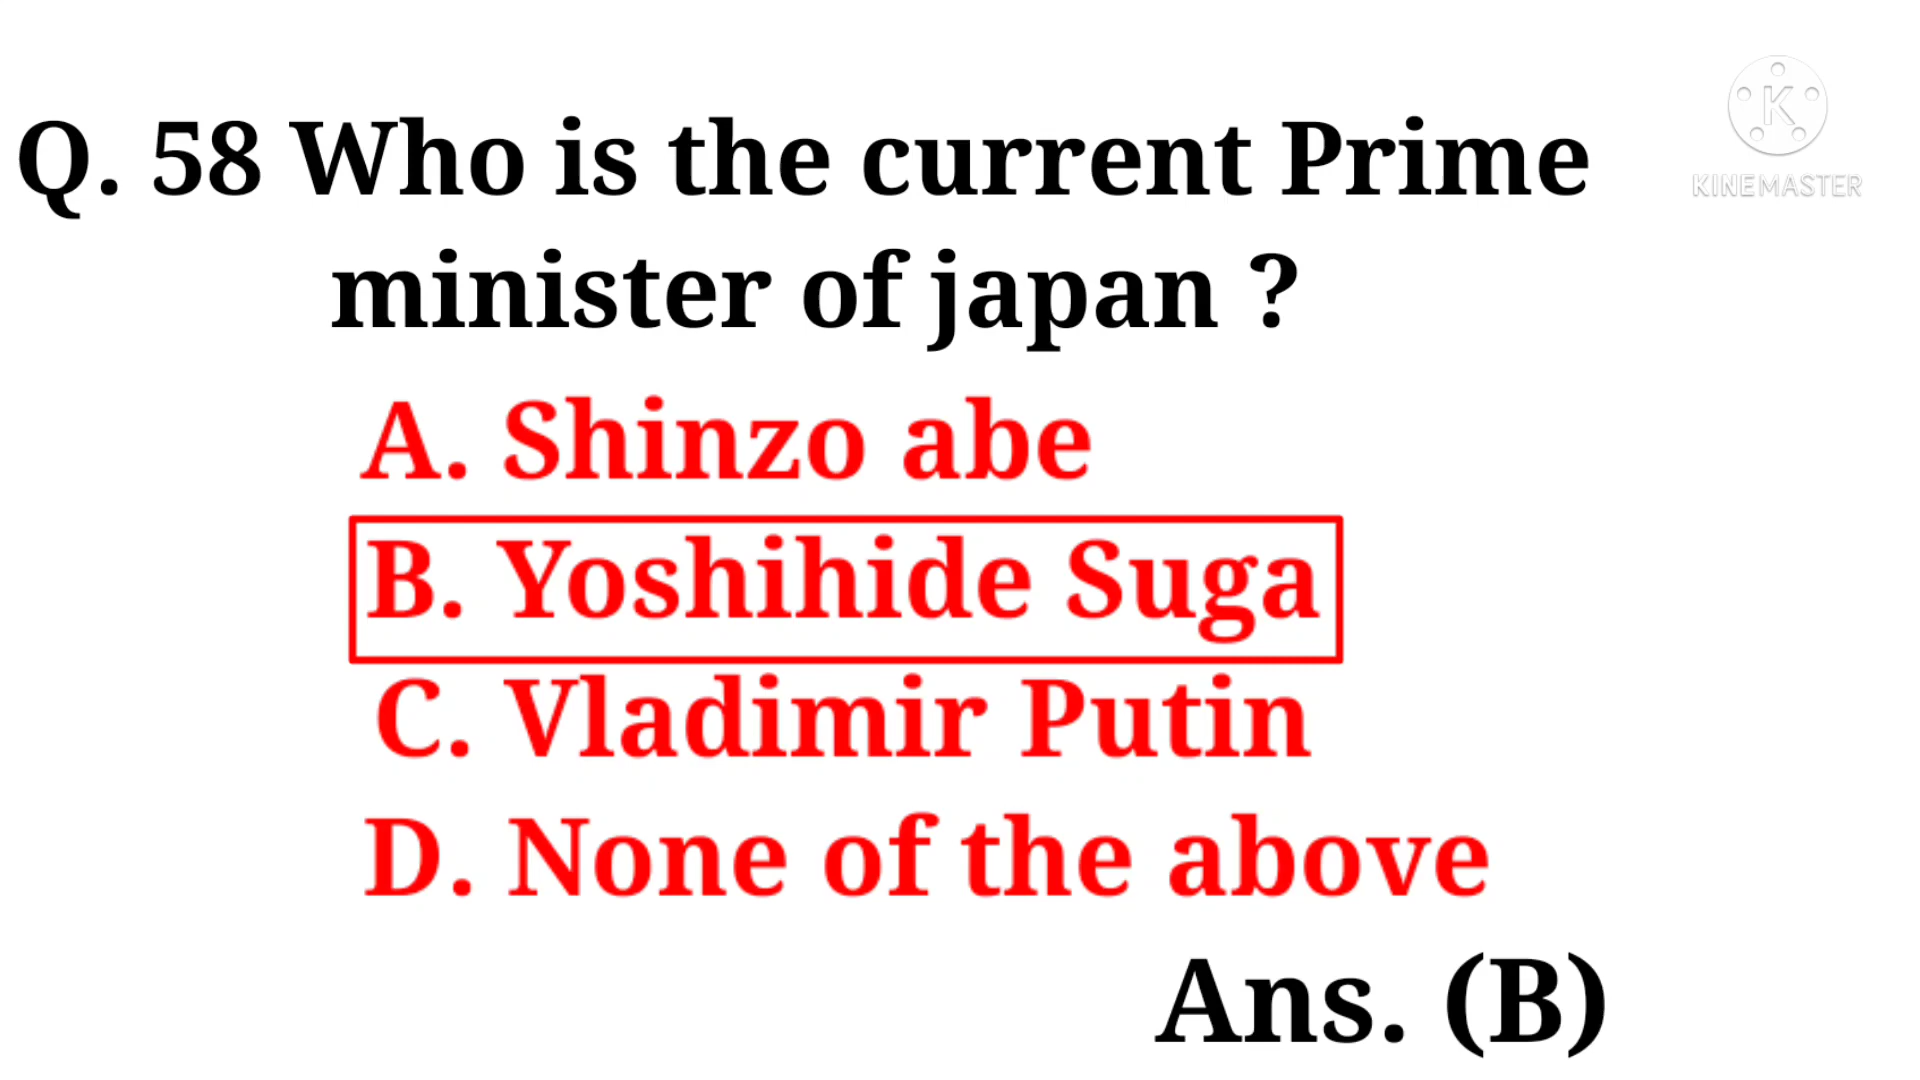 Q. 58 Who is the current Prime
minister of japan ?
A. Shinzo abe
B. Yoshihide Suga
C. Vladimir Putin
D. None of the above
Ans. (B)
K
KINEMASTER